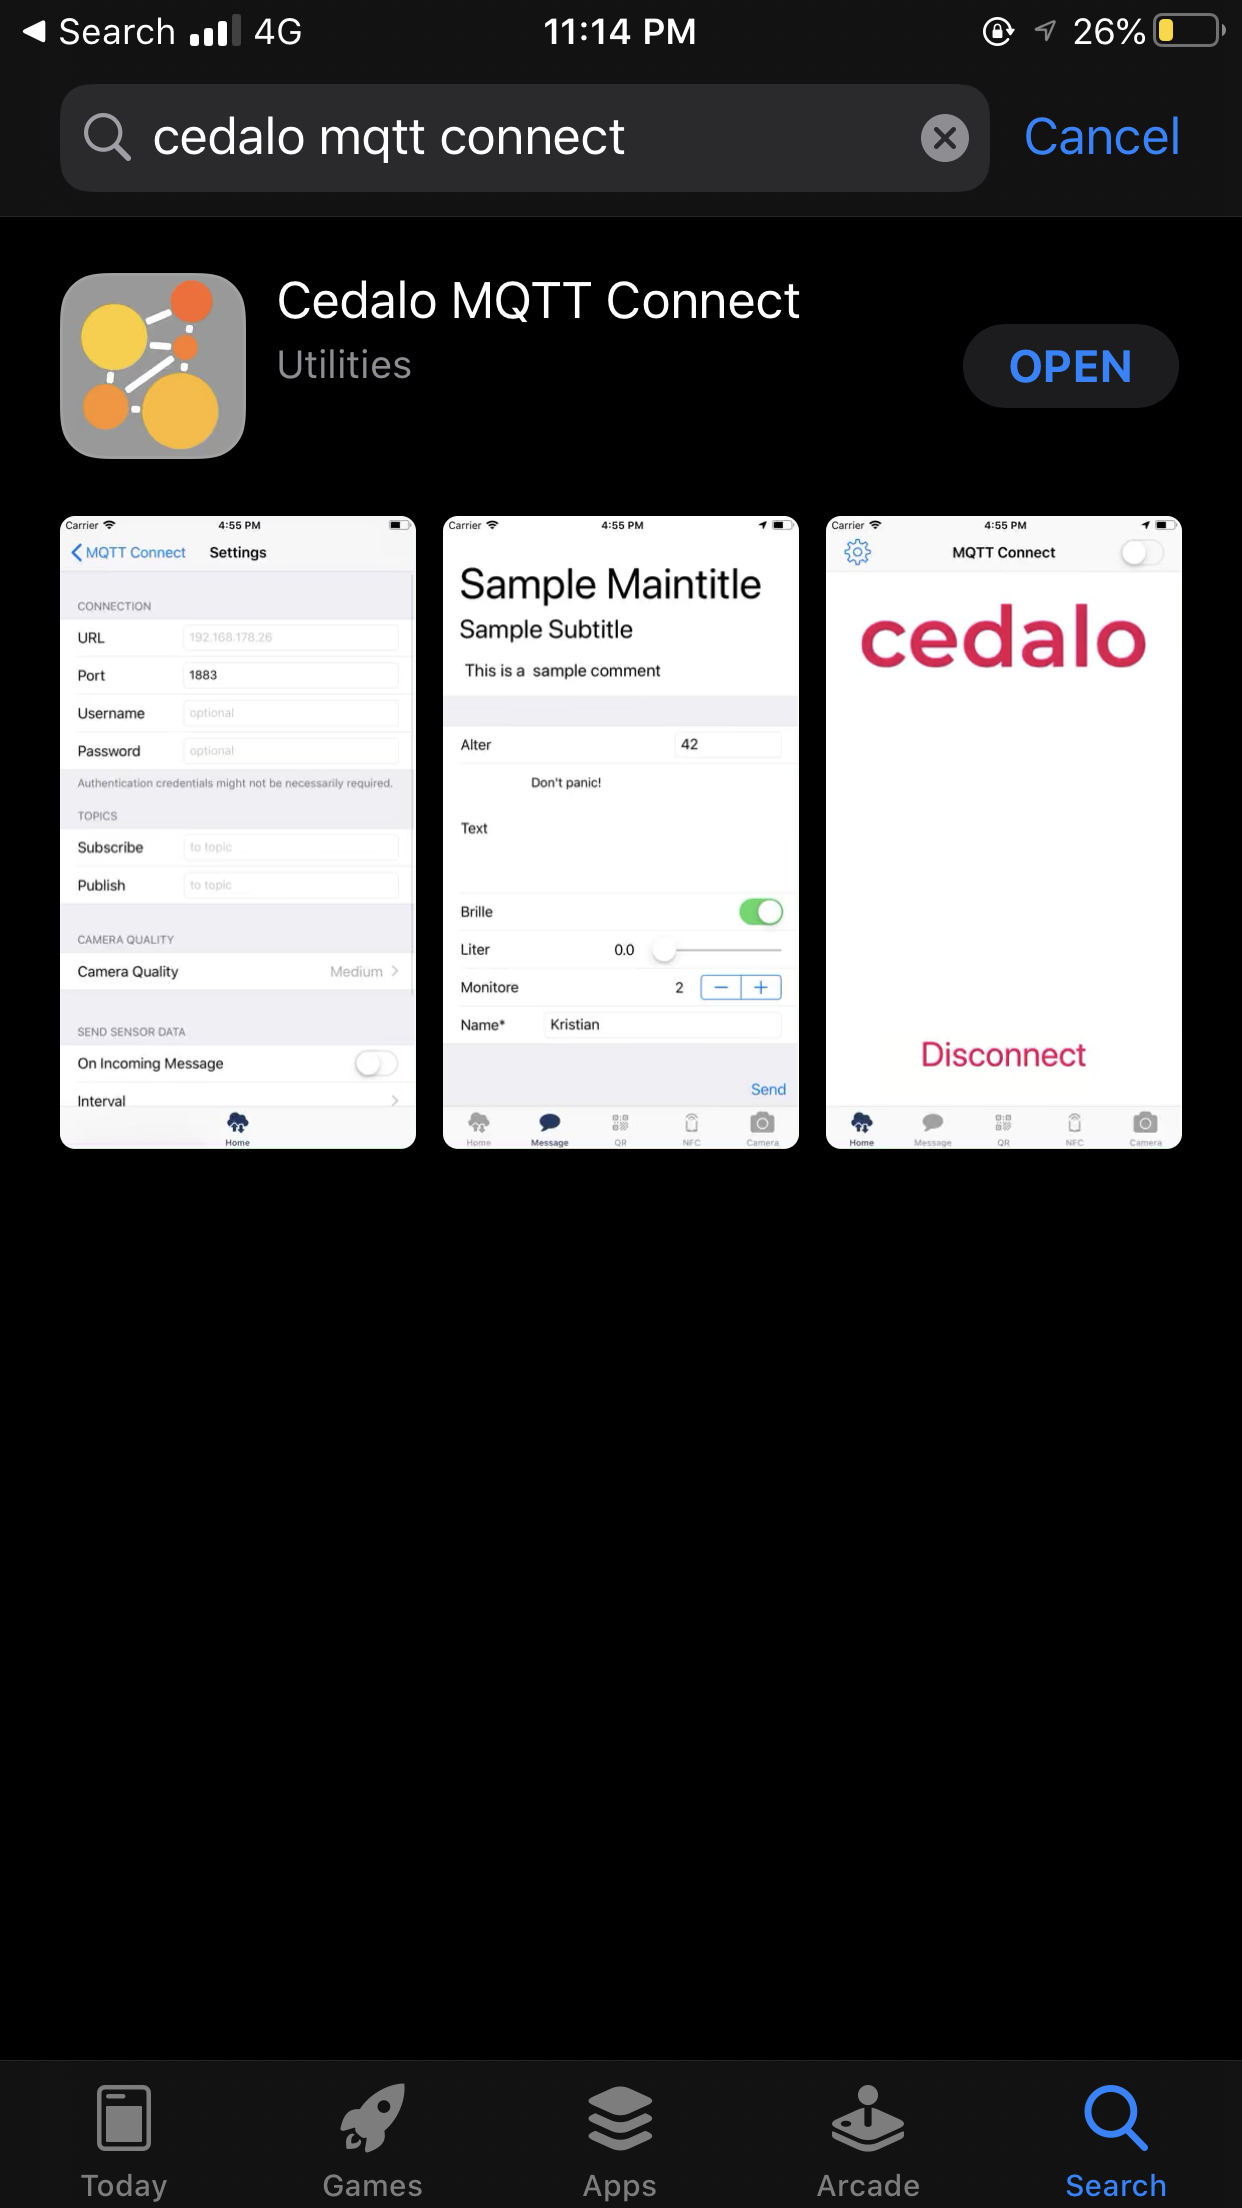 Search 4G 11:14 PM 26%
cedalo mqtt connect Cancel
Cedalo MQTT Connect
Utilities
OPEN
Carrier 4:55 PM
MQTT Connect Settings
CONNECTION
URL 192.168.178.26
Port 1883
Username optional
Password optional
Authentication credentials might not be necessarily required.
TOPICS
Subscribe to topic
Publish to topic
CAMERA QUALITY
Camera Quality Medium
SEND SENSOR DATA
On Incoming Message
Interval
Home
Carrier 4:55 PM
Sample Maintitle
Sample Subtitle
This is a sample comment
Alter 42
Don't panic!
Text
Brille
Liter 0.0
Monitore 2 − +
Name* Kristian
Send
Home Message QR NFC Camera
Carrier 4:55 PM
MQTT Connect
cedalo
Disconnect
Home Message QR NFC Camera
Today Games Apps Arcade Search